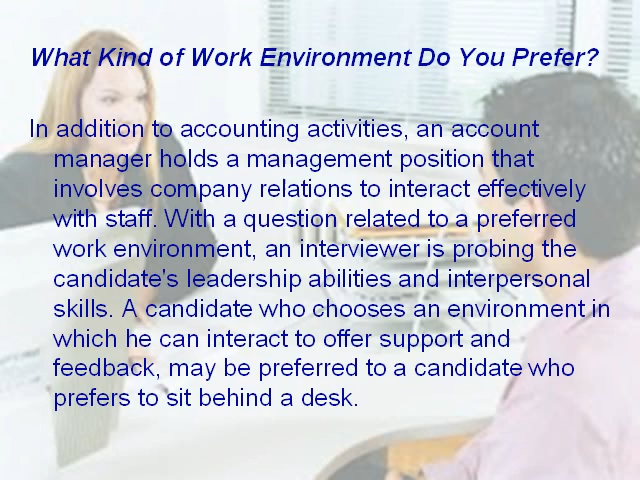 What Kind of Work Environment Do You Prefer?
In addition to accounting activities, an account
manager holds a management position that
involves company relations to interact effectively
with staff. With a question related to a preferred
work environment, an interviewer is probing the
candidate's leadership abilities and interpersonal
skills. A candidate who chooses an environment in
which he can interact to offer support and
feedback, may be preferred to a candidate who
prefers to sit behind a desk.